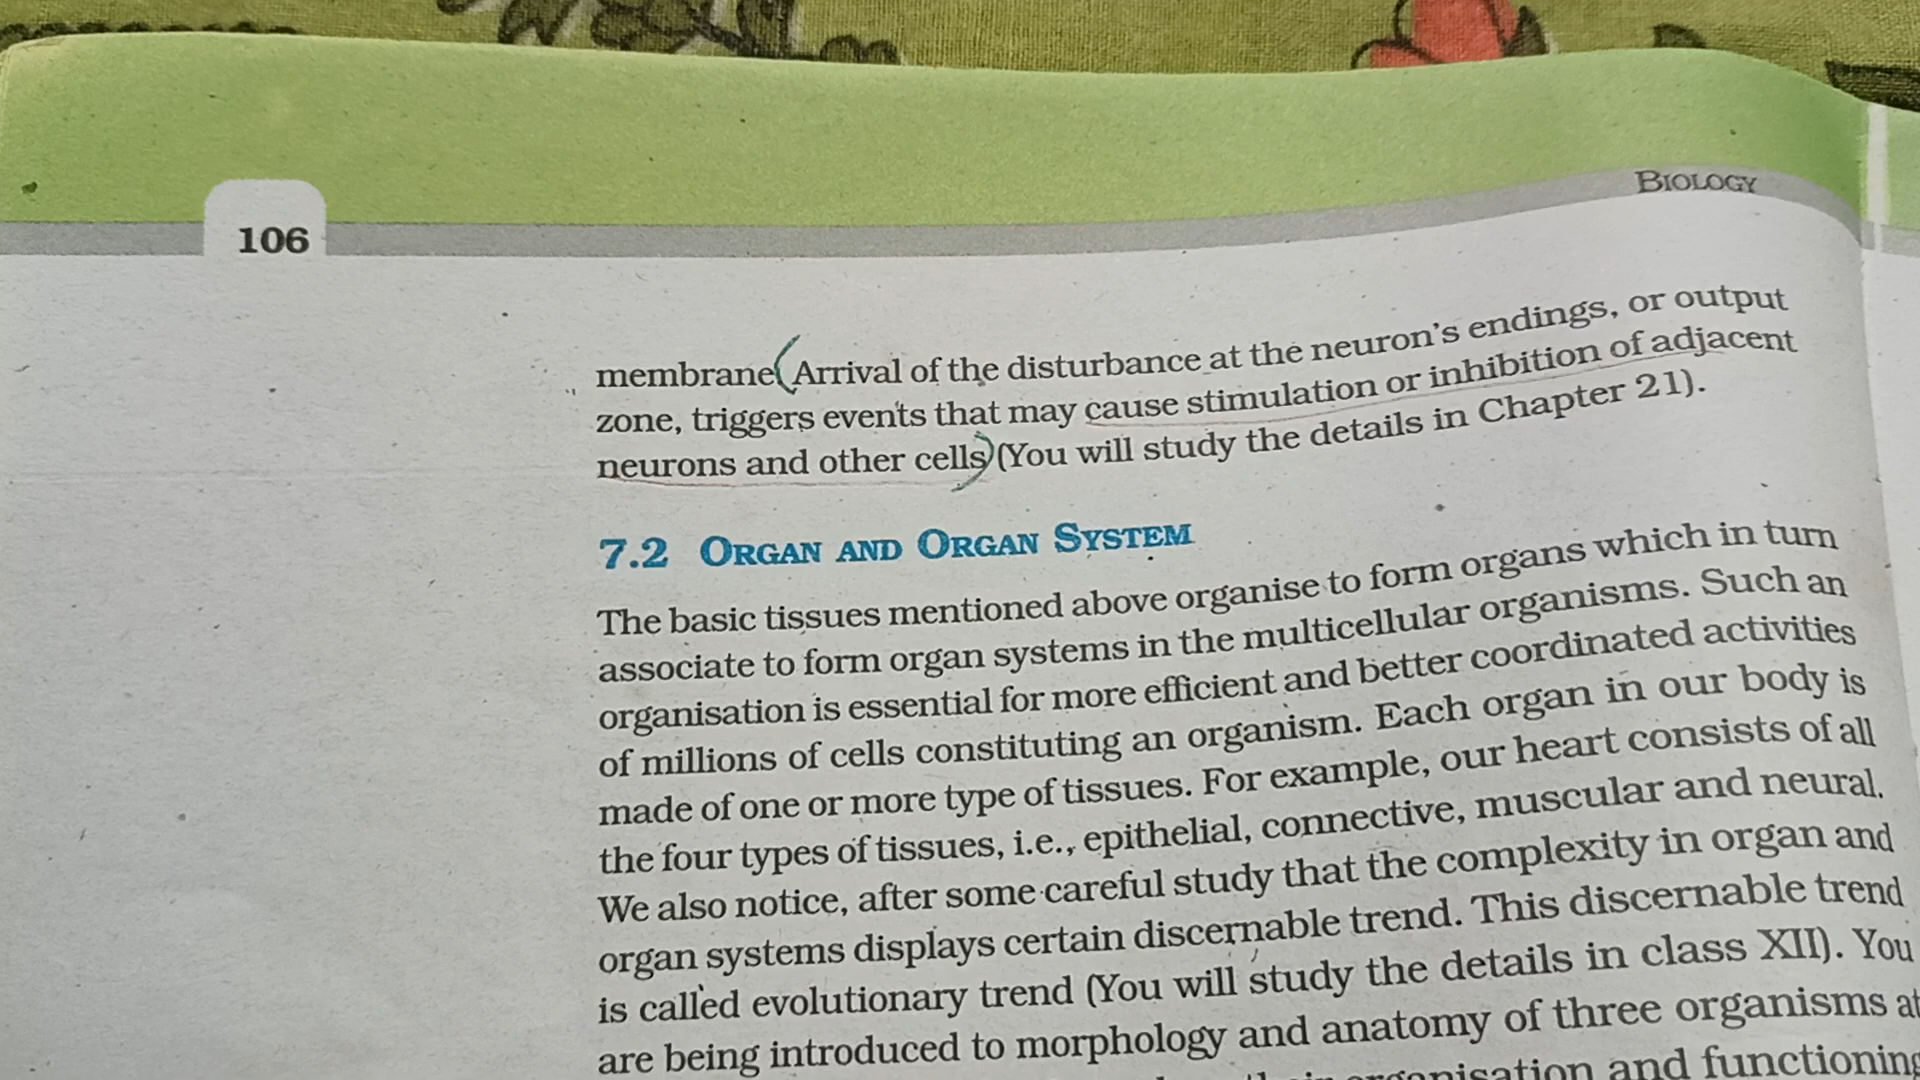 BIOLOGY
106
membrane. Arrival of the disturbance at the neuron's endings, or output
zone, triggers events that may cause stimulation or inhibition of adjacent
neurons and other cells (You will study the details in Chapter 21).
7.2 ORGAN AND ORGAN SYSTEM
The basic tissues mentioned above organise to form organs which in turn
associate to form organ systems in the multicellular organisms. Such an
organisation is essential for more efficient and better coordinated activities
of millions of cells constituting an organism. Each organ in our body is
made of one or more type of tissues. For example, our heart consists of all
the four types of tissues, i.e., epithelial, connective, muscular and neural.
We also notice, after some careful study that the complexity in organ and
organ systems displays certain discernable trend. This discernable trend
is called evolutionary trend (You will study the details in class XII). You
are being introduced to morphology and anatomy of three organisms at
organisation and functioning